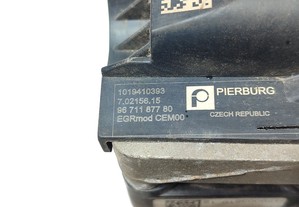 1019410393
7.02156.15
96 711 877 80
EGRmod CEM00
PIERBURG
CZECH REPUBLIC